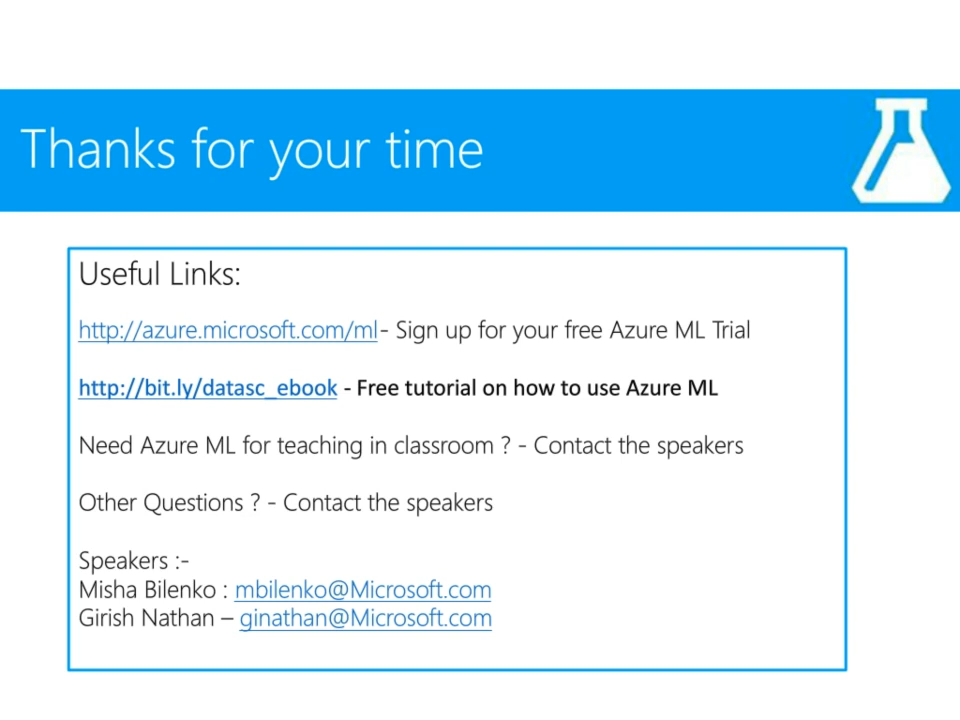 Thanks for your time
Useful Links:
http://azure.microsoft.com/ml- Sign up for your free Azure ML Trial
http://bit.ly/datasc_ebook - Free tutorial on how to use Azure ML
Need Azure ML for teaching in classroom ? - Contact the speakers
Other Questions ? - Contact the speakers
Speakers :-
Misha Bilenko : mbilenko@Microsoft.com
Girish Nathan – ginathan@Microsoft.com